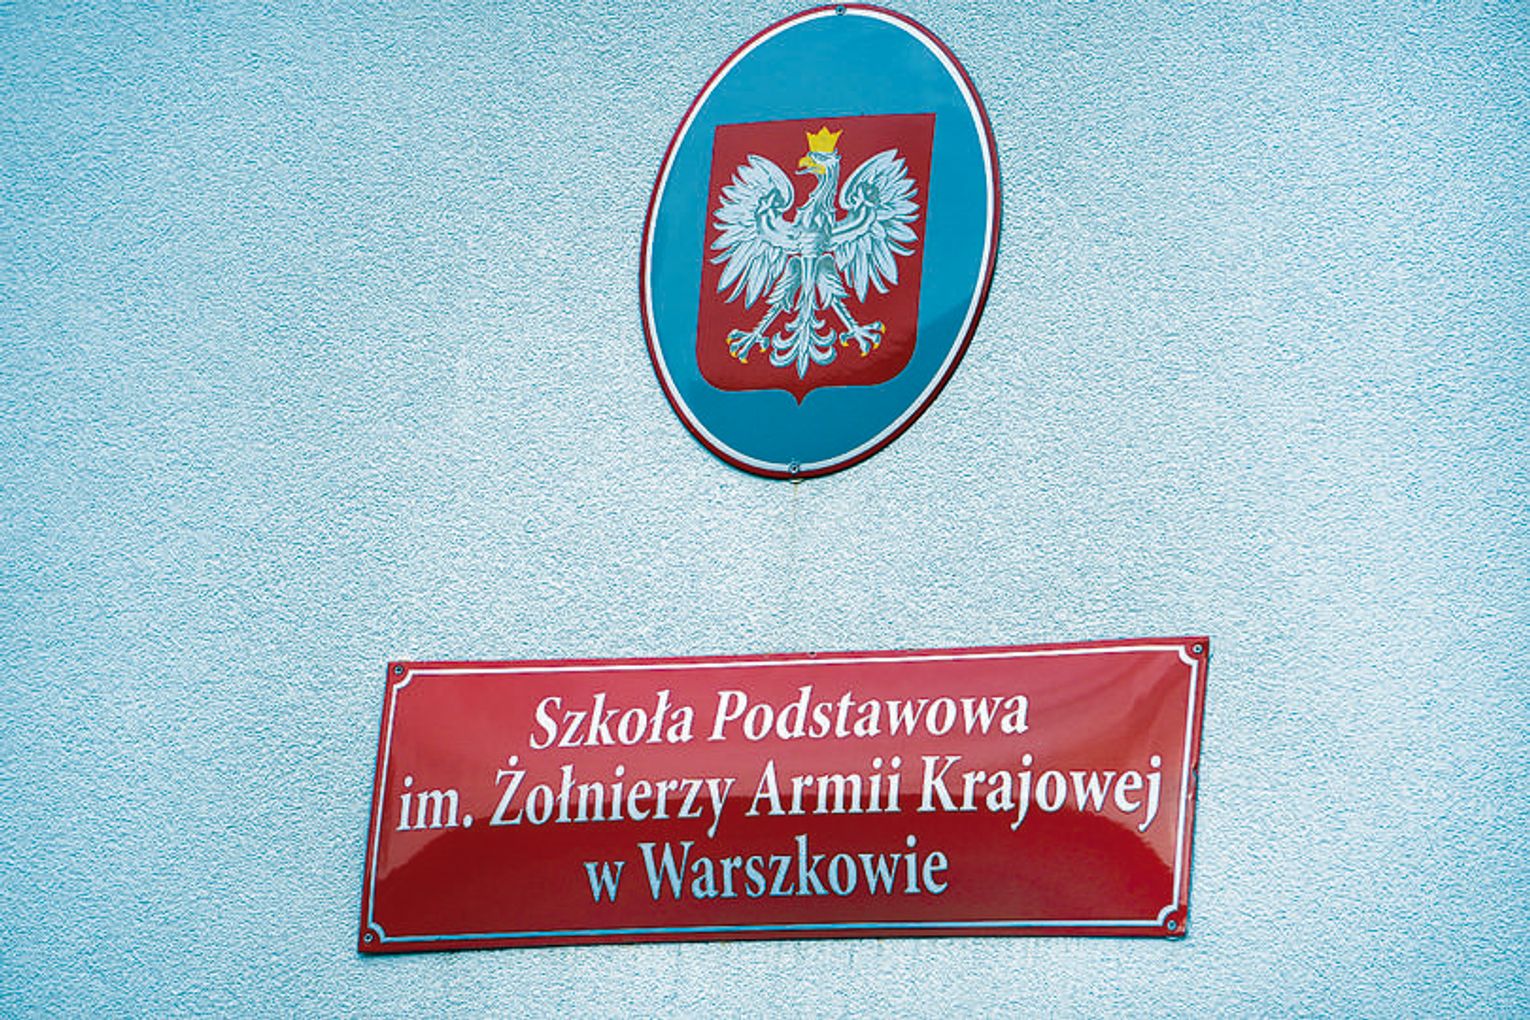 Szkoła Podstawowa
im. Żołnierzy Armii Krajowej
w Warszkowie